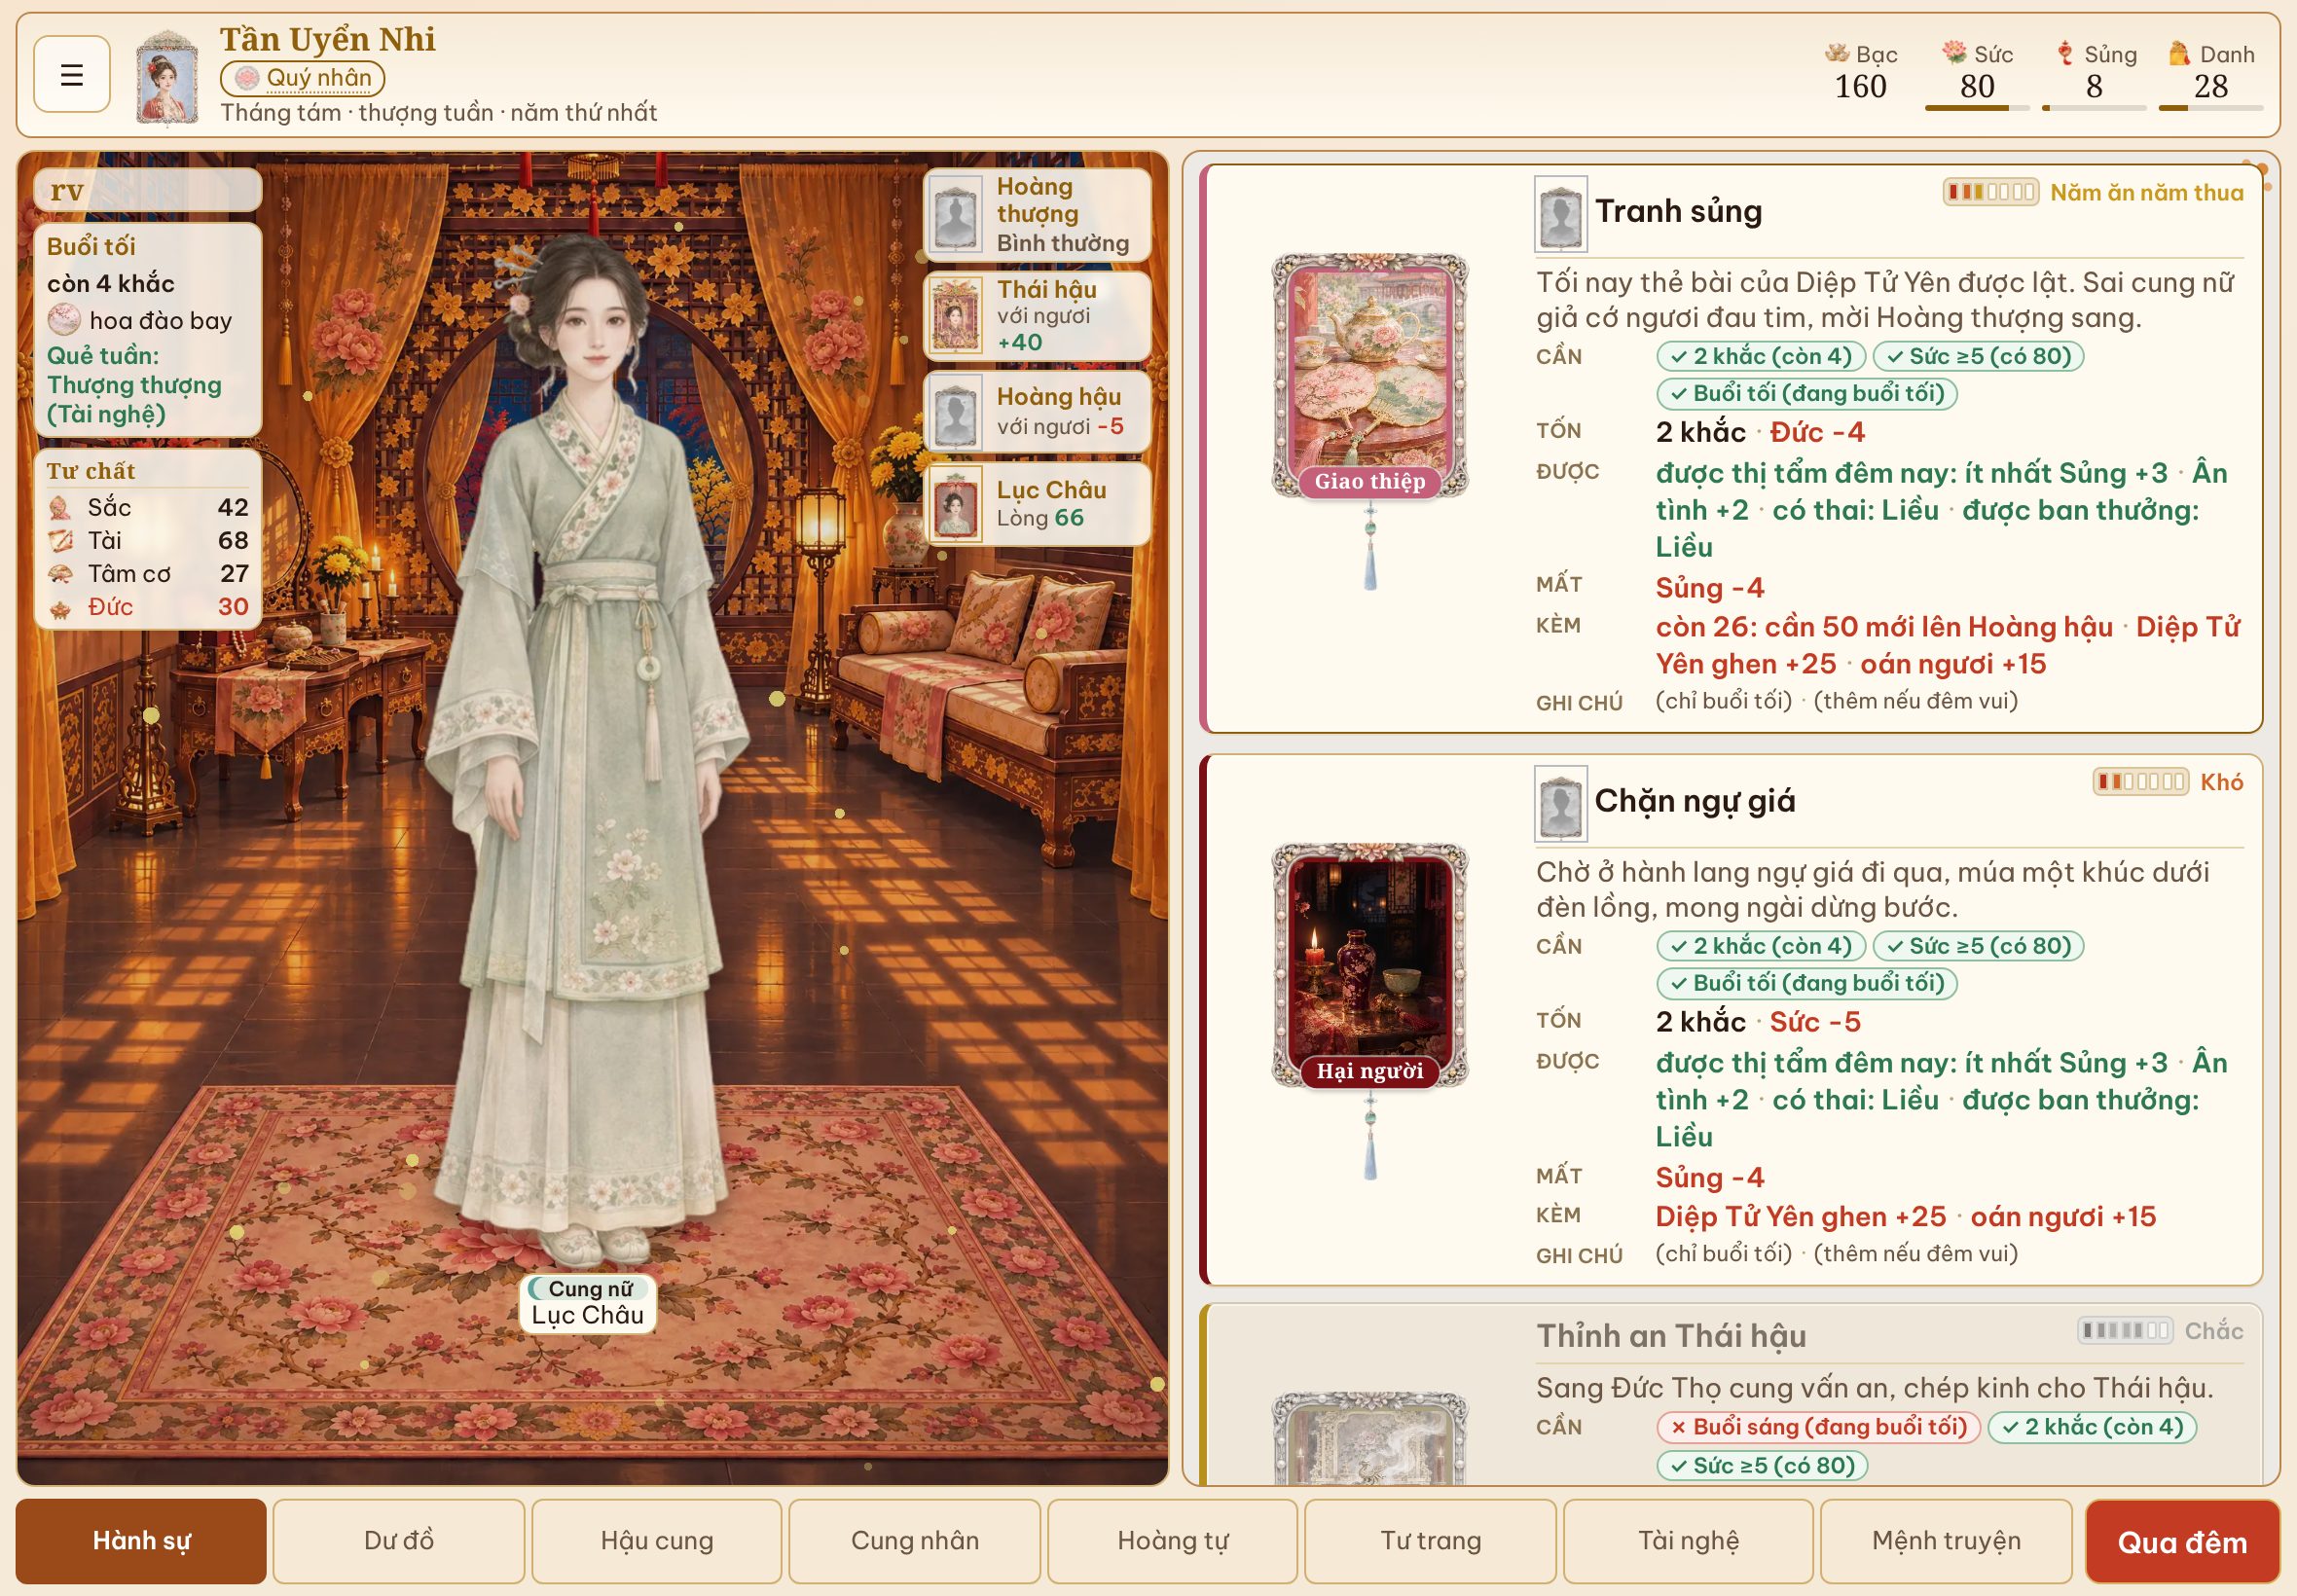 ☰
Tần Uyển Nhi
Quý nhân
Tháng tám · thượng tuần · năm thứ nhất
Bạc
160
Sức
80
Sủng
8
Danh
28
rv
Buổi tối
còn 4 khắc
hoa đào bay
Quẻ tuần:
Thượng thượng
(Tài nghệ)
Tư chất
Sắc 42
Tài 68
Tâm cơ 27
Đức 30
Hoàng
thượng
Bình thường
Thái hậu
với ngươi
+40
Hoàng hậu
với ngươi -5
Lục Châu
Lòng 66
Cung nữ
Lục Châu
Tranh sủng
Năm ăn năm thua
Giao thiệp
Tối nay thẻ bài của Diệp Tử Yên được lật. Sai cung nữ
giả cớ ngươi đau tim, mời Hoàng thượng sang.
CẦN ✓ 2 khắc (còn 4) ✓ Sức ≥5 (có 80)
✓ Buổi tối (đang buổi tối)
TỐN 2 khắc · Đức -4
ĐƯỢC được thị tẩm đêm nay: ít nhất Sủng +3 · Ân
tình +2 · có thai: Liều · được ban thưởng:
Liều
MẤT Sủng -4
KÈM còn 26: cần 50 mới lên Hoàng hậu · Diệp Tử
Yên ghen +25 · oán ngươi +15
GHI CHÚ (chỉ buổi tối) · (thêm nếu đêm vui)
Chặn ngự giá
Khó
Hại người
Chờ ở hành lang ngự giá đi qua, múa một khúc dưới
đèn lồng, mong ngài dừng bước.
CẦN ✓ 2 khắc (còn 4) ✓ Sức ≥5 (có 80)
✓ Buổi tối (đang buổi tối)
TỐN 2 khắc · Sức -5
ĐƯỢC được thị tẩm đêm nay: ít nhất Sủng +3 · Ân
tình +2 · có thai: Liều · được ban thưởng:
Liều
MẤT Sủng -4
KÈM Diệp Tử Yên ghen +25 · oán ngươi +15
GHI CHÚ (chỉ buổi tối) · (thêm nếu đêm vui)
Thỉnh an Thái hậu
Chắc
Sang Đức Thọ cung vấn an, chép kinh cho Thái hậu.
CẦN × Buổi sáng (đang buổi tối) ✓ 2 khắc (còn 4)
✓ Sức ≥5 (có 80)
Hành sự
Dư đồ
Hậu cung
Cung nhân
Hoàng tự
Tư trang
Tài nghệ
Mệnh truyện
Qua đêm